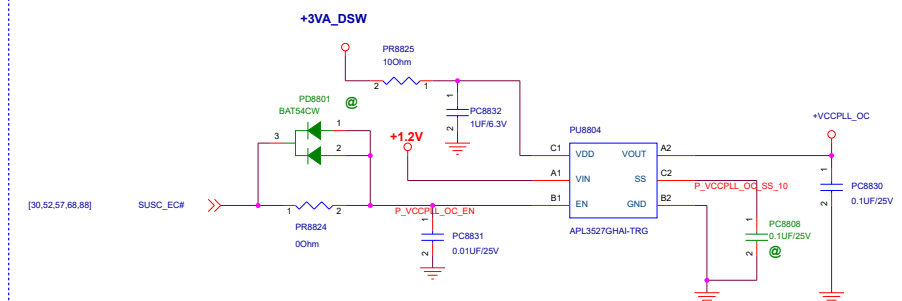 +3VA_DSW
PR8825
10Ohm
2
1
PD8801
@
BAT54CW
1
3
2
1
2
PC8832
1UF/6.3V
+1.2V
PU8804
C1
VDD
VOUT
A2
A1
VIN
SS
C2
B1
EN
GND
B2
APL3527GHAI-TRG
+VCCPLL_OC
P_VCCPLL_OC_SS_10
1
2
PC8830
0.1UF/25V
[30,52,57,68,88]
SUSC_EC#
1
2
PR8824
0Ohm
P_VCCPLL_OC_EN
1
2
PC8831
0.01UF/25V
1
2
PC8808
0.1UF/25V
@